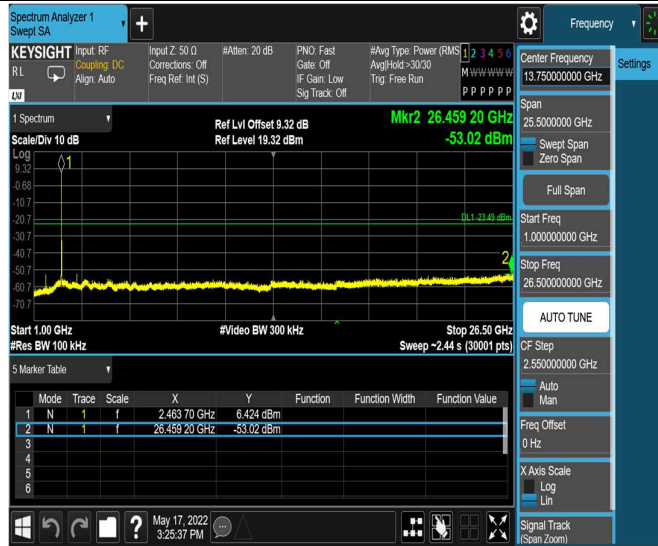 Spectrum Analyzer 1
Swept SA
Frequency
KEYSIGHT
RL
LXI
Input: RF
Coupling: DC
Align: Auto
Input Z: 50 Ω
Corrections: Off
Freq Ref: Int (S)
#Atten: 20 dB
PNO: Fast
Gate: Off
IF Gain: Low
Sig Track: Off
#Avg Type: Power (RMS
Avg|Hold:>30/30
Trig: Free Run
1 2 3 4 5 6
M W W W W W
P P P P P P
Center Frequency
13.750000000 GHz
Settings
Span
25.5000000 GHz
Swept Span
Zero Span
Full Span
Start Freq
1.000000000 GHz
Stop Freq
26.500000000 GHz
AUTO TUNE
CF Step
2.550000000 GHz
Auto
Man
Freq Offset
0 Hz
X Axis Scale
Log
Lin
Signal Track
(Span Zoom)
1 Spectrum
Scale/Div 10 dB
Ref Lvl Offset 9.32 dB
Ref Level 19.32 dBm
Mkr2 26.459 20 GHz
-53.02 dBm
Log
9.32
-0.68
-10.7
-20.7
-30.7
-40.7
-50.7
-60.7
-70.7
1
DL1 -23.49 dBm
2
Start 1.00 GHz
#Video BW 300 kHz
Stop 26.50 GHz
#Res BW 100 kHz
Sweep ~2.44 s (30001 pts)
5 Marker Table
Mode Trace Scale X Y Function Function Width Function Value
1 N 1 f 2.463 70 GHz 6.424 dBm
2 N 1 f 26.459 20 GHz -53.02 dBm
3
4
5
6
May 17, 2022
3:25:37 PM